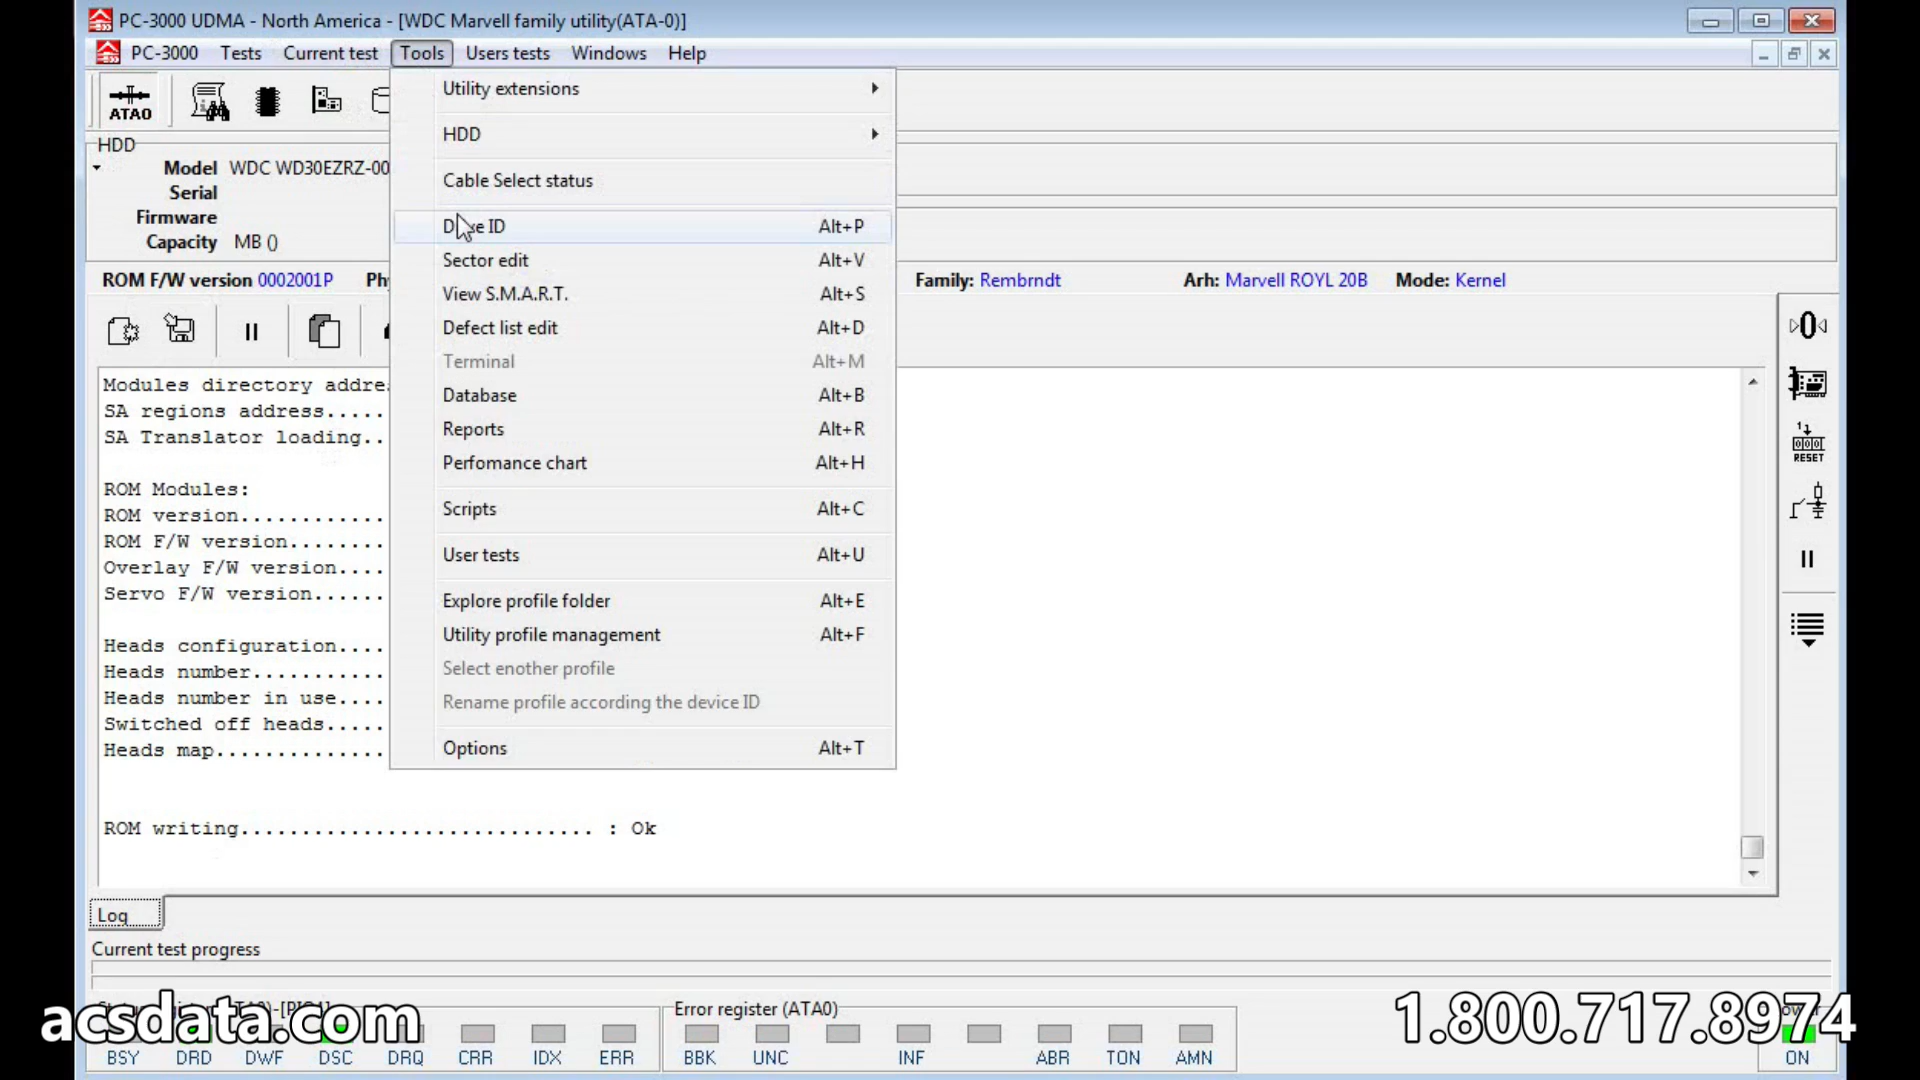 PC-3000 UDMA - North America - [WDC Marvell family utility(ATA-0)]
PC-3000 Tests Current test Tools Users tests Windows Help
ATA0
HDD
Model WDC WD30EZRZ-00
Serial
Firmware
Capacity MB ()
ROM F/W version 0002001P Family: Rembrndt Arh: Marvell ROYL 20B Mode: Kernel
Utility extensions
HDD
Cable Select status
Drive ID Alt+P
Sector edit Alt+V
View S.M.A.R.T. Alt+S
Defect list edit Alt+D
Terminal Alt+M
Database Alt+B
Reports Alt+R
Perfomance chart Alt+H
Scripts Alt+C
User tests Alt+U
Explore profile folder Alt+E
Utility profile management Alt+F
Select enother profile
Rename profile according the device ID
Options Alt+T
RESET
Modules directory addre
SA regions address.....
SA Translator loading..
ROM Modules:
ROM version............
ROM F/W version........
Overlay F/W version....
Servo F/W version......
Heads configuration....
Heads number...........
Heads number in use....
Switched off heads.....
Heads map..............
ROM writing............................. : Ok
Log
Current test progress
Error register (ATA0)
acsdata.com
1.800.717.8974
BSY DRD DWF DSC DRQ CRR IDX ERR BBK UNC INF ABR TON AMN ON